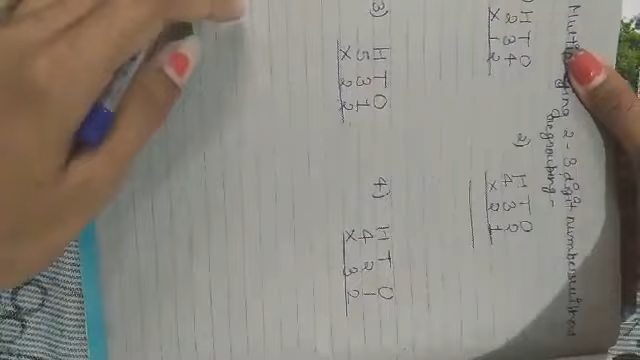 2-3 digit numbers without
regrouping -
H T O
2 3 4
× 1 2
2) H T O
4 3 2
× 2 1
3) H T O
5 3 1
× 2 2
4) H T O
4 2 1
× 3 2